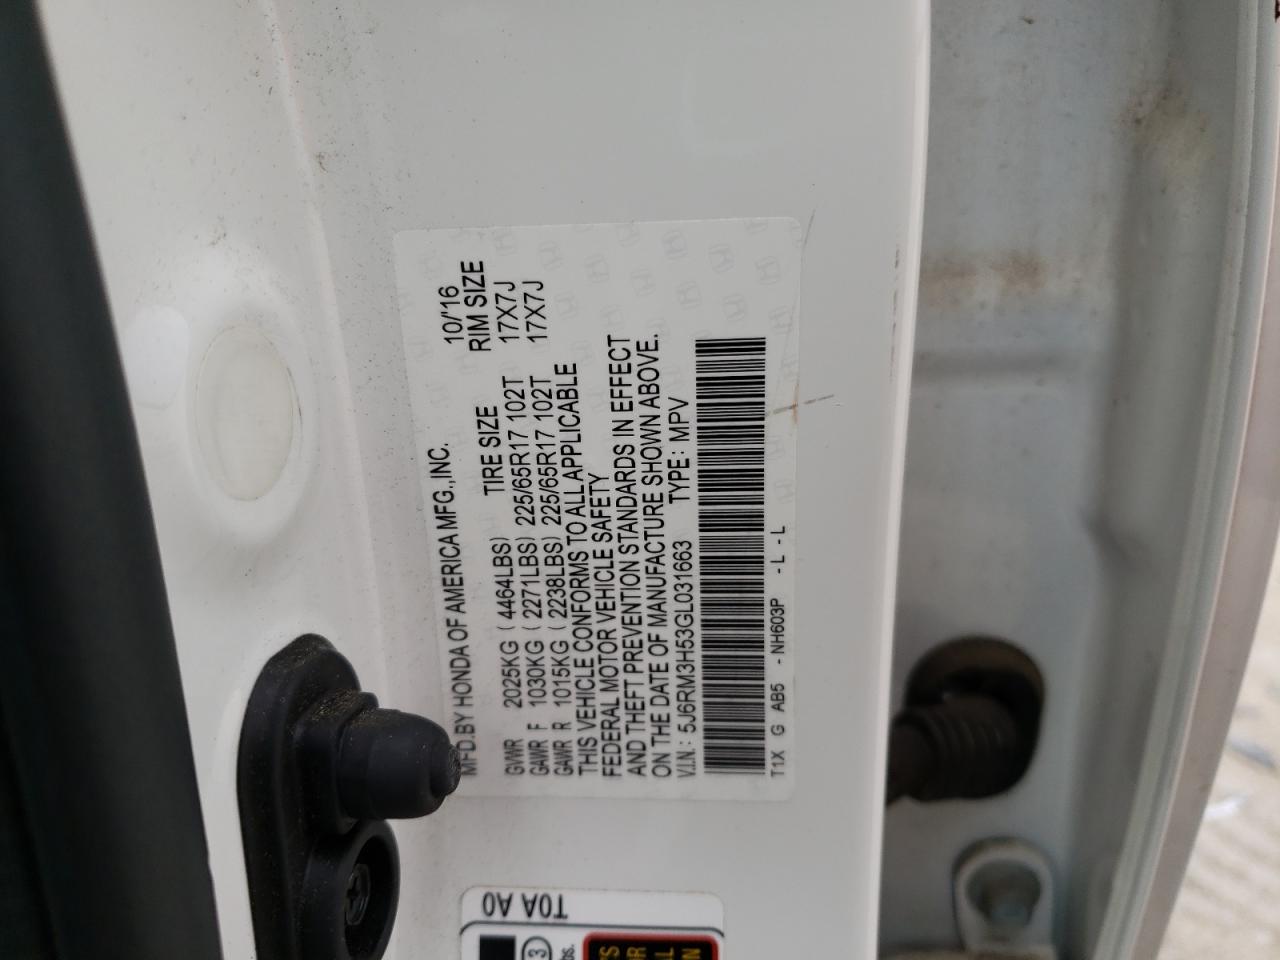 MFD.BY HONDA OF AMERICA MFG.,INC. 10/'16
TIRE SIZE RIM SIZE
GVWR 2025KG ( 4464LBS)
GAWR F 1030KG ( 2271LBS) 225/65R17 102T 17X7J
GAWR R 1015KG ( 2238LBS) 225/65R17 102T 17X7J
THIS VEHICLE CONFORMS TO ALL APPLICABLE
FEDERAL MOTOR VEHICLE SAFETY
AND THEFT PREVENTION STANDARDS IN EFFECT
ON THE DATE OF MANUFACTURE SHOWN ABOVE.
V.I.N.: 5J6RM3H53GL031663 TYPE: MPV
T1X G AB5 - NH603P - L - L
T0A A0
3